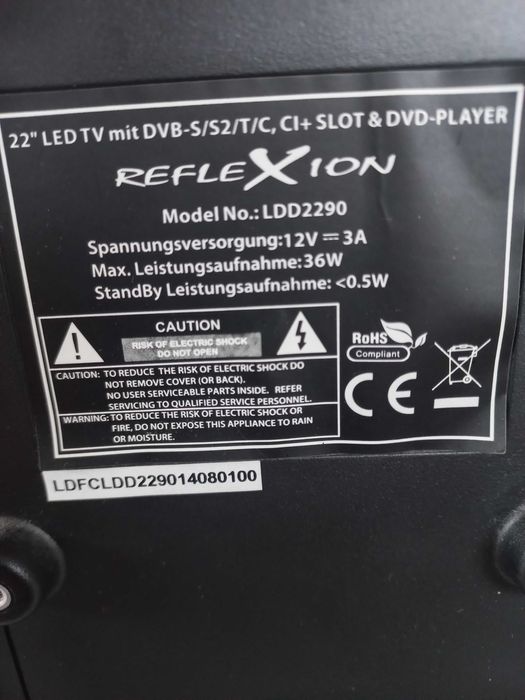 22" LED TV mit DVB-S/S2/T/C, CI+ SLOT & DVD-PLAYER
REFLEXION
Model No.: LDD2290
Spannungsversorgung:12V ⎓ 3A
Max. Leistungsaufnahme:36W
StandBy Leistungsaufnahme: <0.5W
CAUTION
RISK OF ELECTRIC SHOCK
DO NOT OPEN
CAUTION: TO REDUCE THE RISK OF ELECTRIC SHOCK DO
NOT REMOVE COVER (OR BACK).
NO USER SERVICEABLE PARTS INSIDE. REFER
SERVICING TO QUALIFIED SERVICE PERSONNEL.
WARNING: TO REDUCE THE RISK OF ELECTRIC SHOCK OR
FIRE, DO NOT EXPOSE THIS APPLIANCE TO RAIN
OR MOISTURE.
RoHS
Compliant
CE
LDFCLDD229014080100